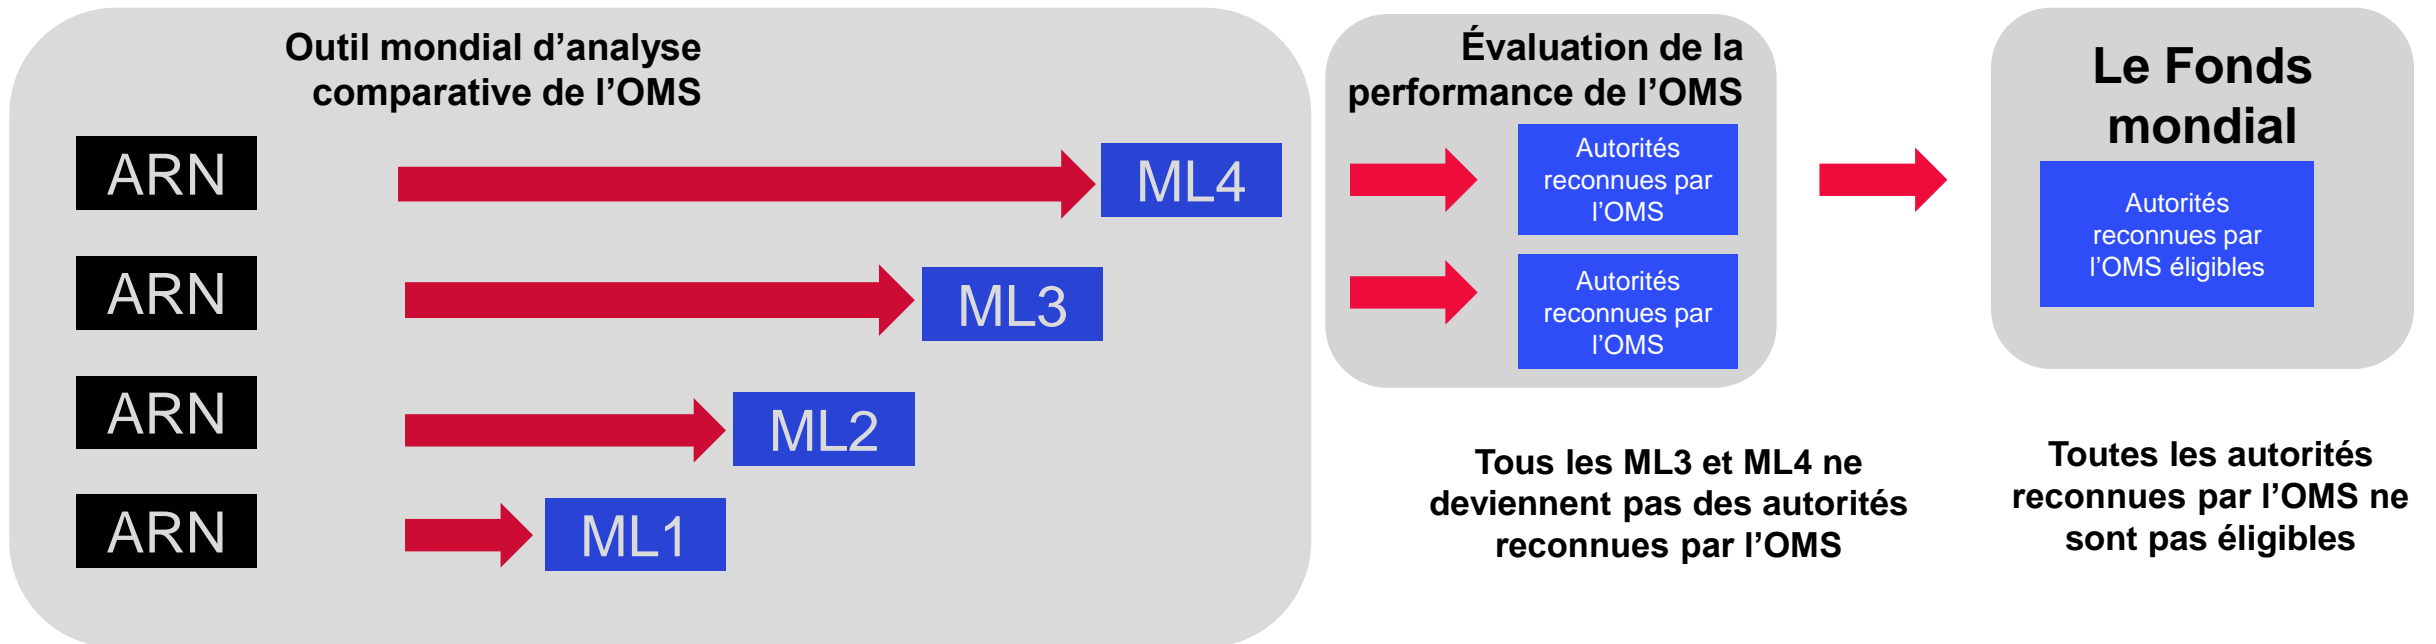 Outil mondial d’analyse
comparative de l’OMS
ARN
ML4
ARN
ML3
ARN
ML2
ARN
ML1
Évaluation de la
performance de l’OMS
Autorités
reconnues par
l’OMS
Autorités
reconnues par
l’OMS
Tous les ML3 et ML4 ne
deviennent pas des autorités
reconnues par l’OMS
Le Fonds
mondial
Autorités
reconnues par
l’OMS éligibles
Toutes les autorités
reconnues par l’OMS ne
sont pas éligibles